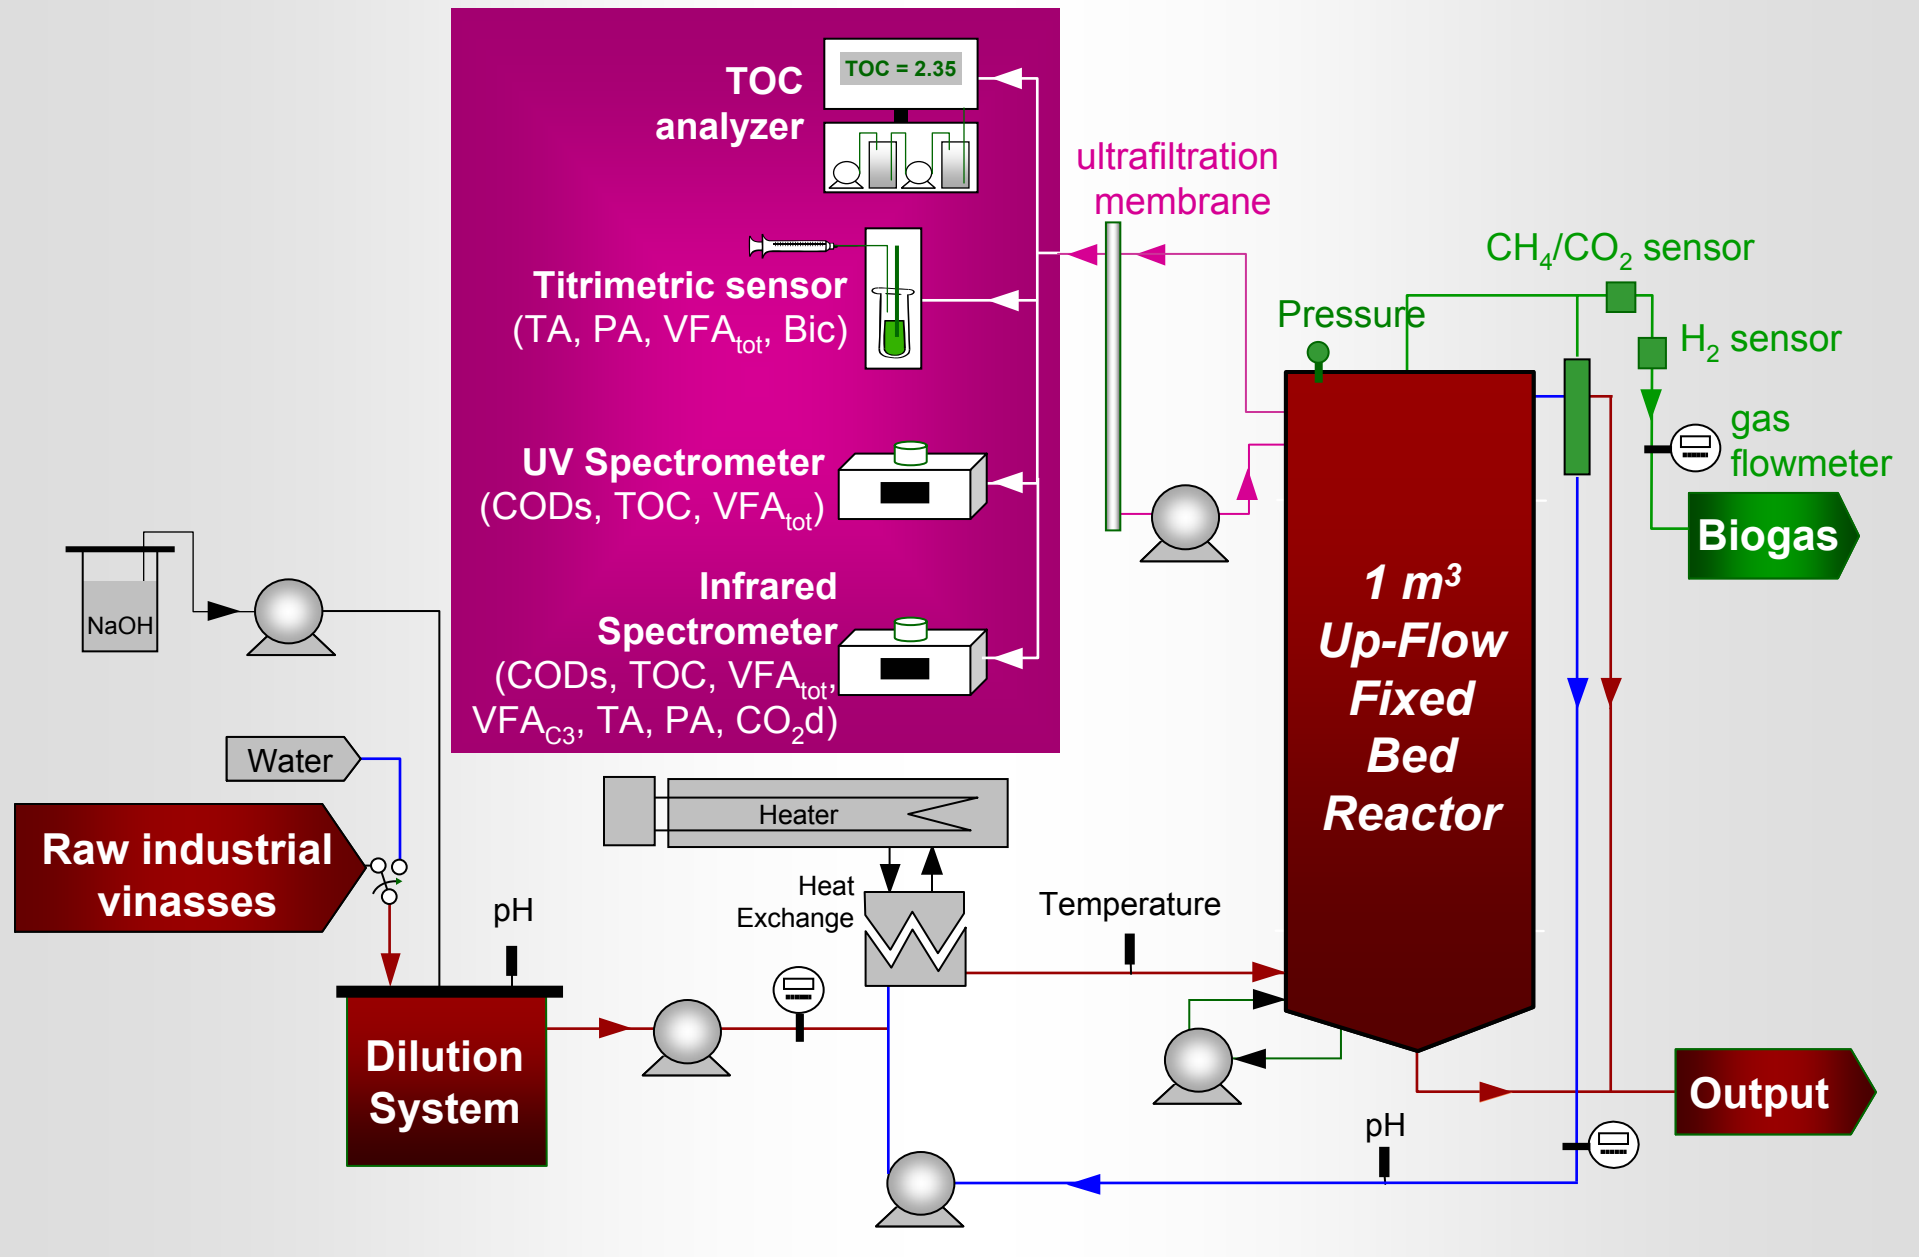 TOC
analyzer
TOC = 2.35
Titrimetric sensor
(TA, PA, VFAtot, Bic)
UV Spectrometer
(CODs, TOC, VFAtot)
Infrared
Spectrometer
(CODs, TOC, VFAtot,
VFAC3, TA, PA, CO2d)
ultrafiltration
membrane
CH4/CO2 sensor
Pressure
H2 sensor
gas
flowmeter
Biogas
1 m3
Up-Flow
Fixed
Bed
Reactor
NaOH
Water
Raw industrial
vinasses
pH
Dilution
System
Heater
Heat
Exchange
Temperature
pH
Output